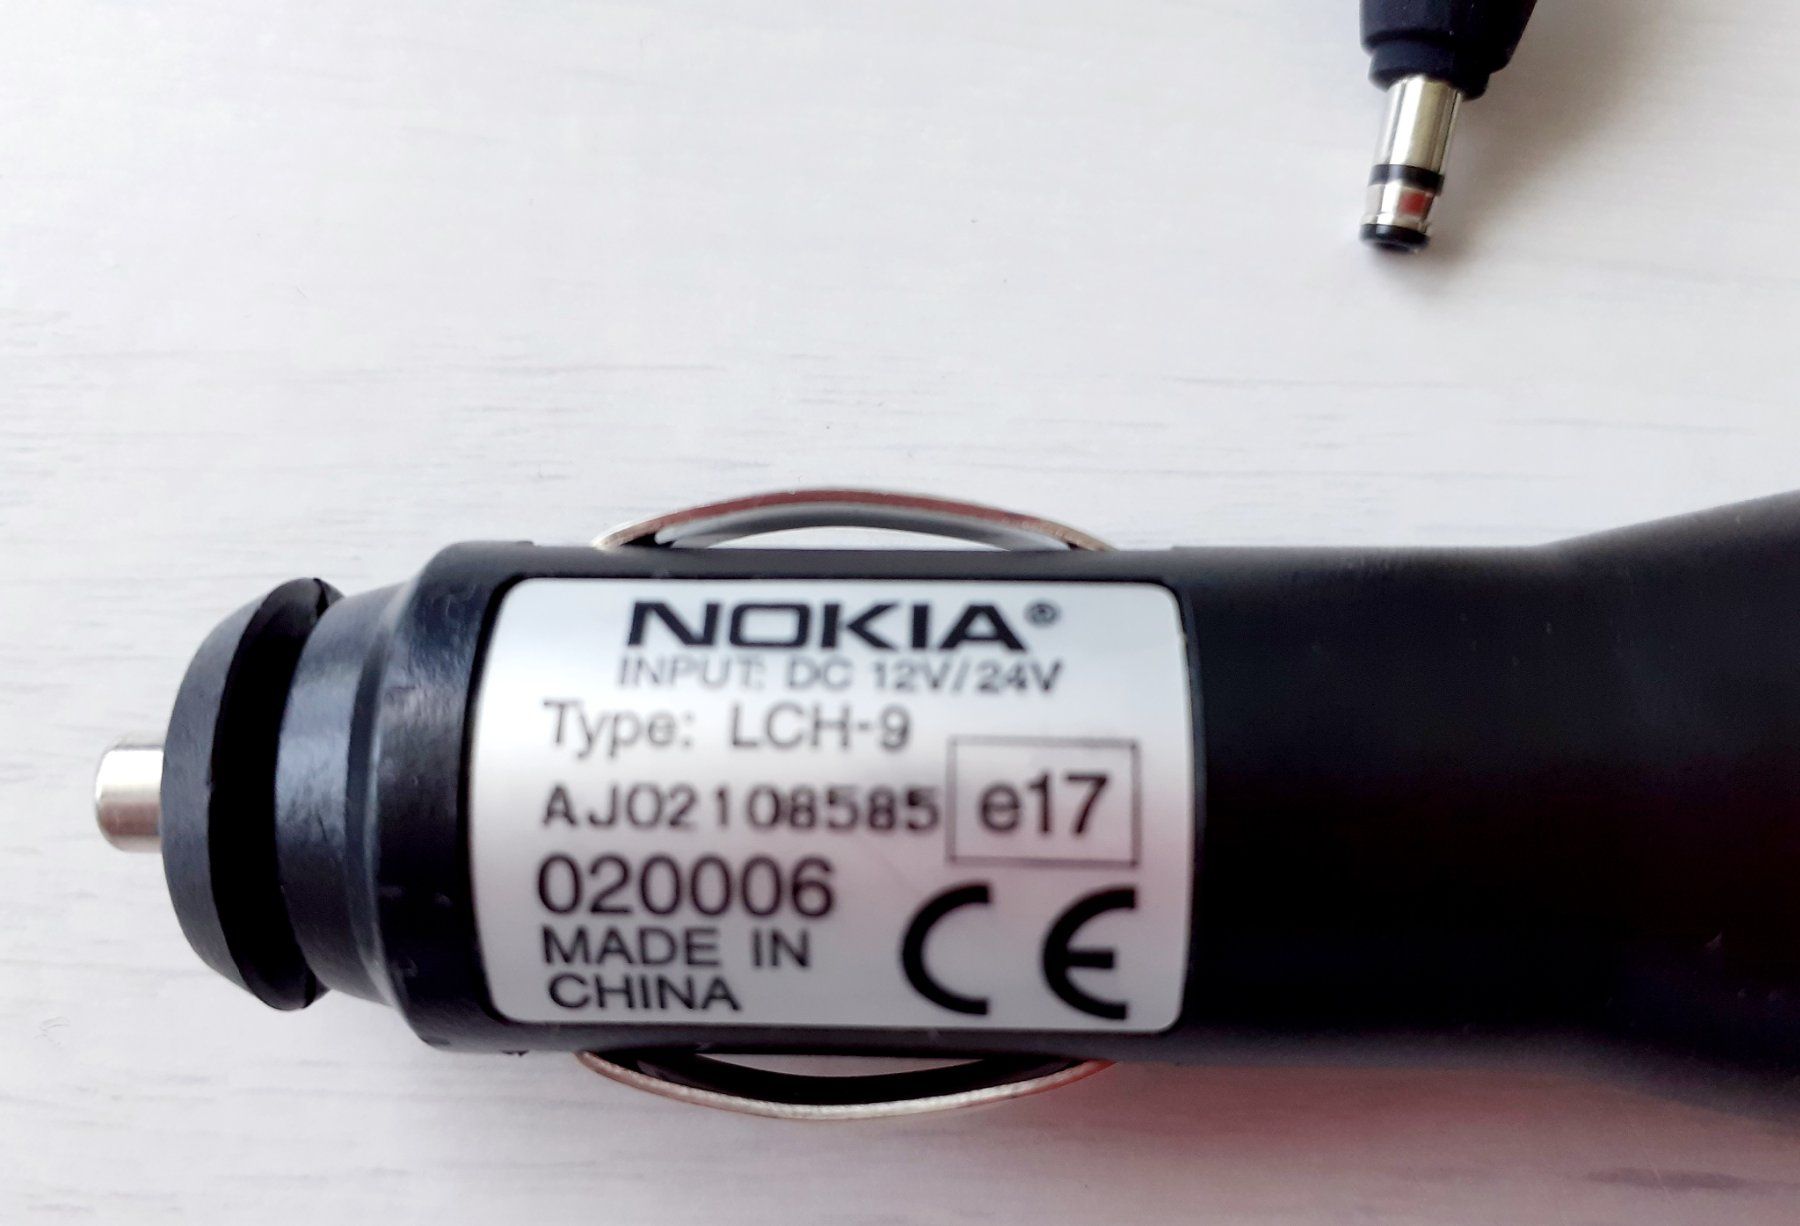 NOKIA®
INPUT: DC 12V/24V
Type: LCH-9
AJ02108585
e17
020006
MADE IN
CHINA
CE